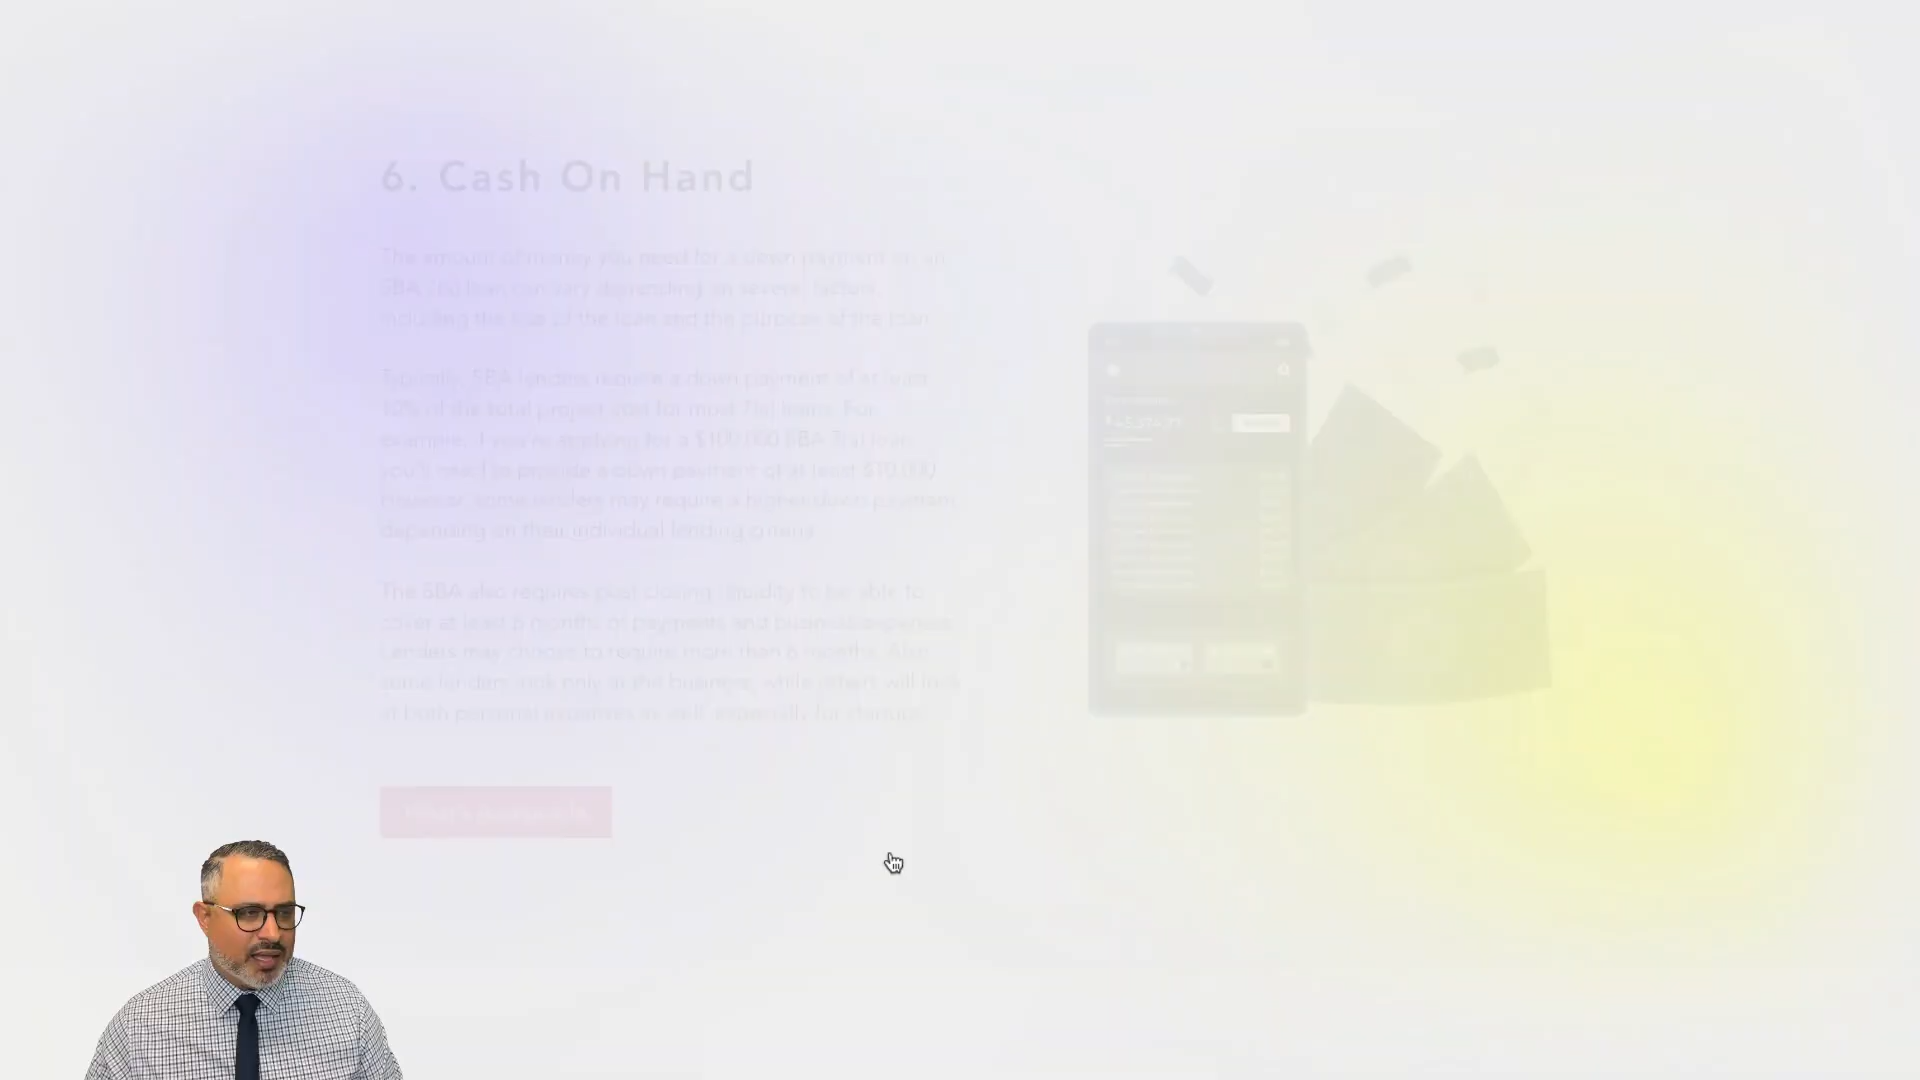 6. Cash On Hand
The amount of money you need for a down payment on an
SBA 7(a) loan can vary depending on several factors,
including the size of the loan and the purpose of the loan.
Typically, SBA lenders require a down payment of at least
10% of the total project cost for most 7(a) loans. For
example, if you're applying for a $100,000 SBA 7(a) loan,
you'll need to provide a down payment of at least $10,000.
However, some lenders may require a higher down payment
depending on their individual lending criteria.
The SBA also requires post closing liquidity to be able to
cover at least 6 months of payments and business expenses.
Lenders may choose to require more than 6 months. Also
some lenders look only at the business, while others will look
at both personal expenses as well, especially for startups.